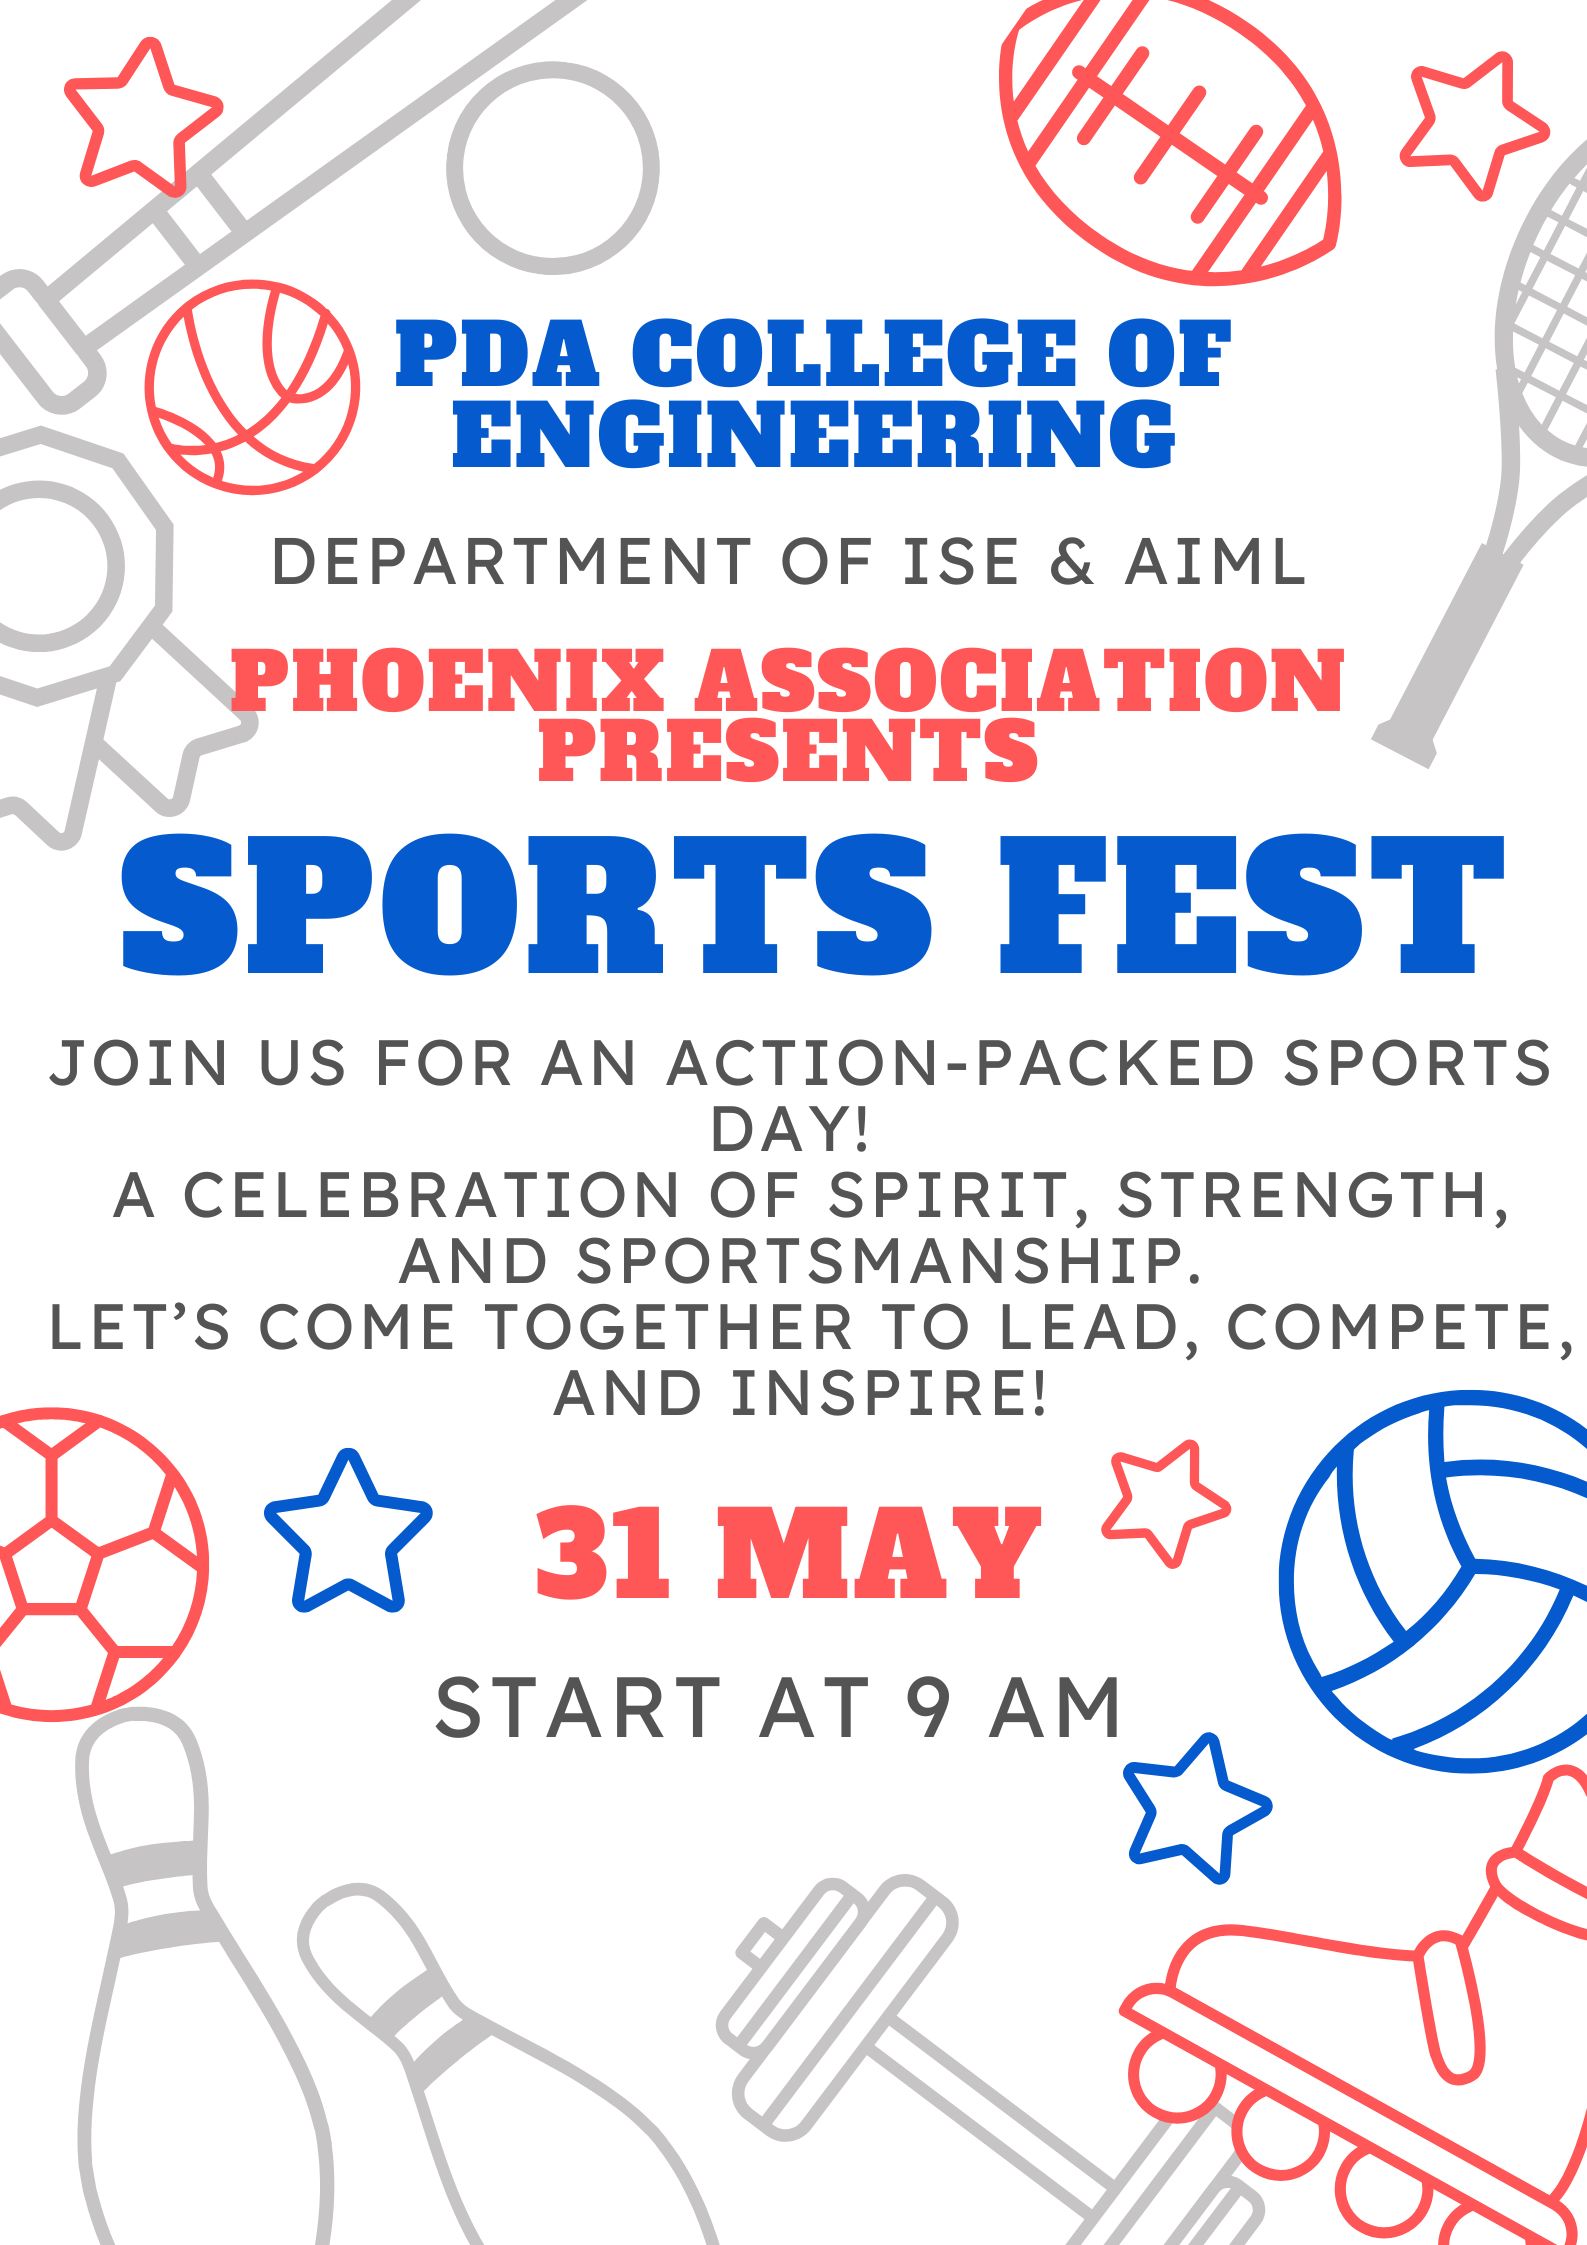 PDA COLLEGE OF
ENGINEERING
DEPARTMENT OF ISE & AIML
PHOENIX ASSOCIATION
PRESENTS
SPORTS FEST
JOIN US FOR AN ACTION-PACKED SPORTS
DAY!
A CELEBRATION OF SPIRIT, STRENGTH,
AND SPORTSMANSHIP.
LET’S COME TOGETHER TO LEAD, COMPETE,
AND INSPIRE!
31 MAY
START AT 9 AM